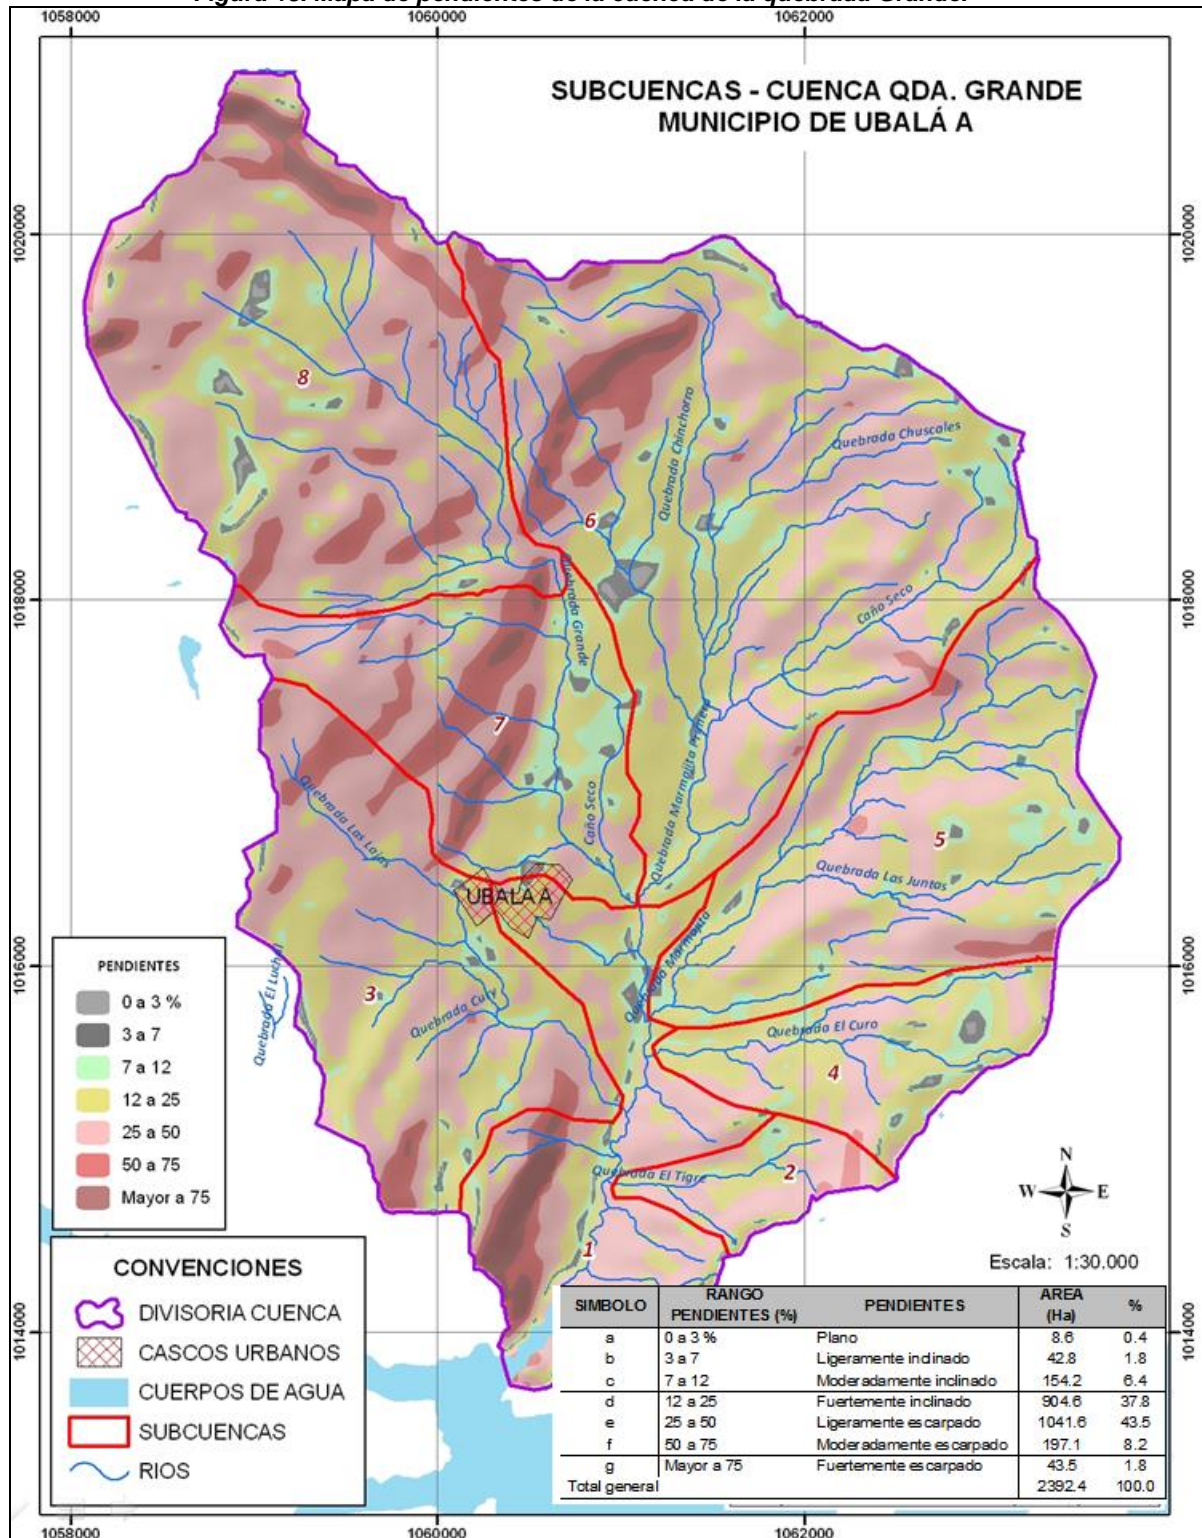 Figura 18. Mapa de pendientes de la cuenca de la quebrada Grande.
1058000
1060000
1062000
SUBCUENCAS - CUENCA QDA. GRANDE
MUNICIPIO DE UBALÁ A
1020000
1020000
8
Quebrada Chinchorro
Quebrada Chuscales
6
1018000
1018000
Quebrada Grande
Caño Seco
7
Quebrada Marmajita Primera
Quebrada Las Lajas
Caño Seco
5
Quebrada Las Juntas
UBALA A
Quebrada Marmajita
1016000
1016000
3
Quebrada Cury
Quebrada El Curo
4
Quebrada El Tigre
2
1
PENDIENTES
0 a 3 %
3 a 7
7 a 12
12 a 25
25 a 50
50 a 75
Mayor a 75
N
W E
S
Escala: 1:30.000
CONVENCIONES
DIVISORIA CUENCA
CASCOS URBANOS
CUERPOS DE AGUA
SUBCUENCAS
RIOS
SIMBOLO RANGO PENDIENTES (%) PENDIENTES AREA (Ha) %
a 0 a 3 % Plano 8.6 0.4
b 3 a 7 Ligeramente inclinado 42.8 1.8
c 7 a 12 Moderadamente inclinado 154.2 6.4
d 12 a 25 Fuertemente inclinado 904.6 37.8
e 25 a 50 Ligeramente escarpado 1041.6 43.5
f 50 a 75 Moderadamente escarpado 197.1 8.2
g Mayor a 75 Fuertemente escarpado 43.5 1.8
Total general 2392.4 100.0
1014000
1014000
1058000
1060000
1062000